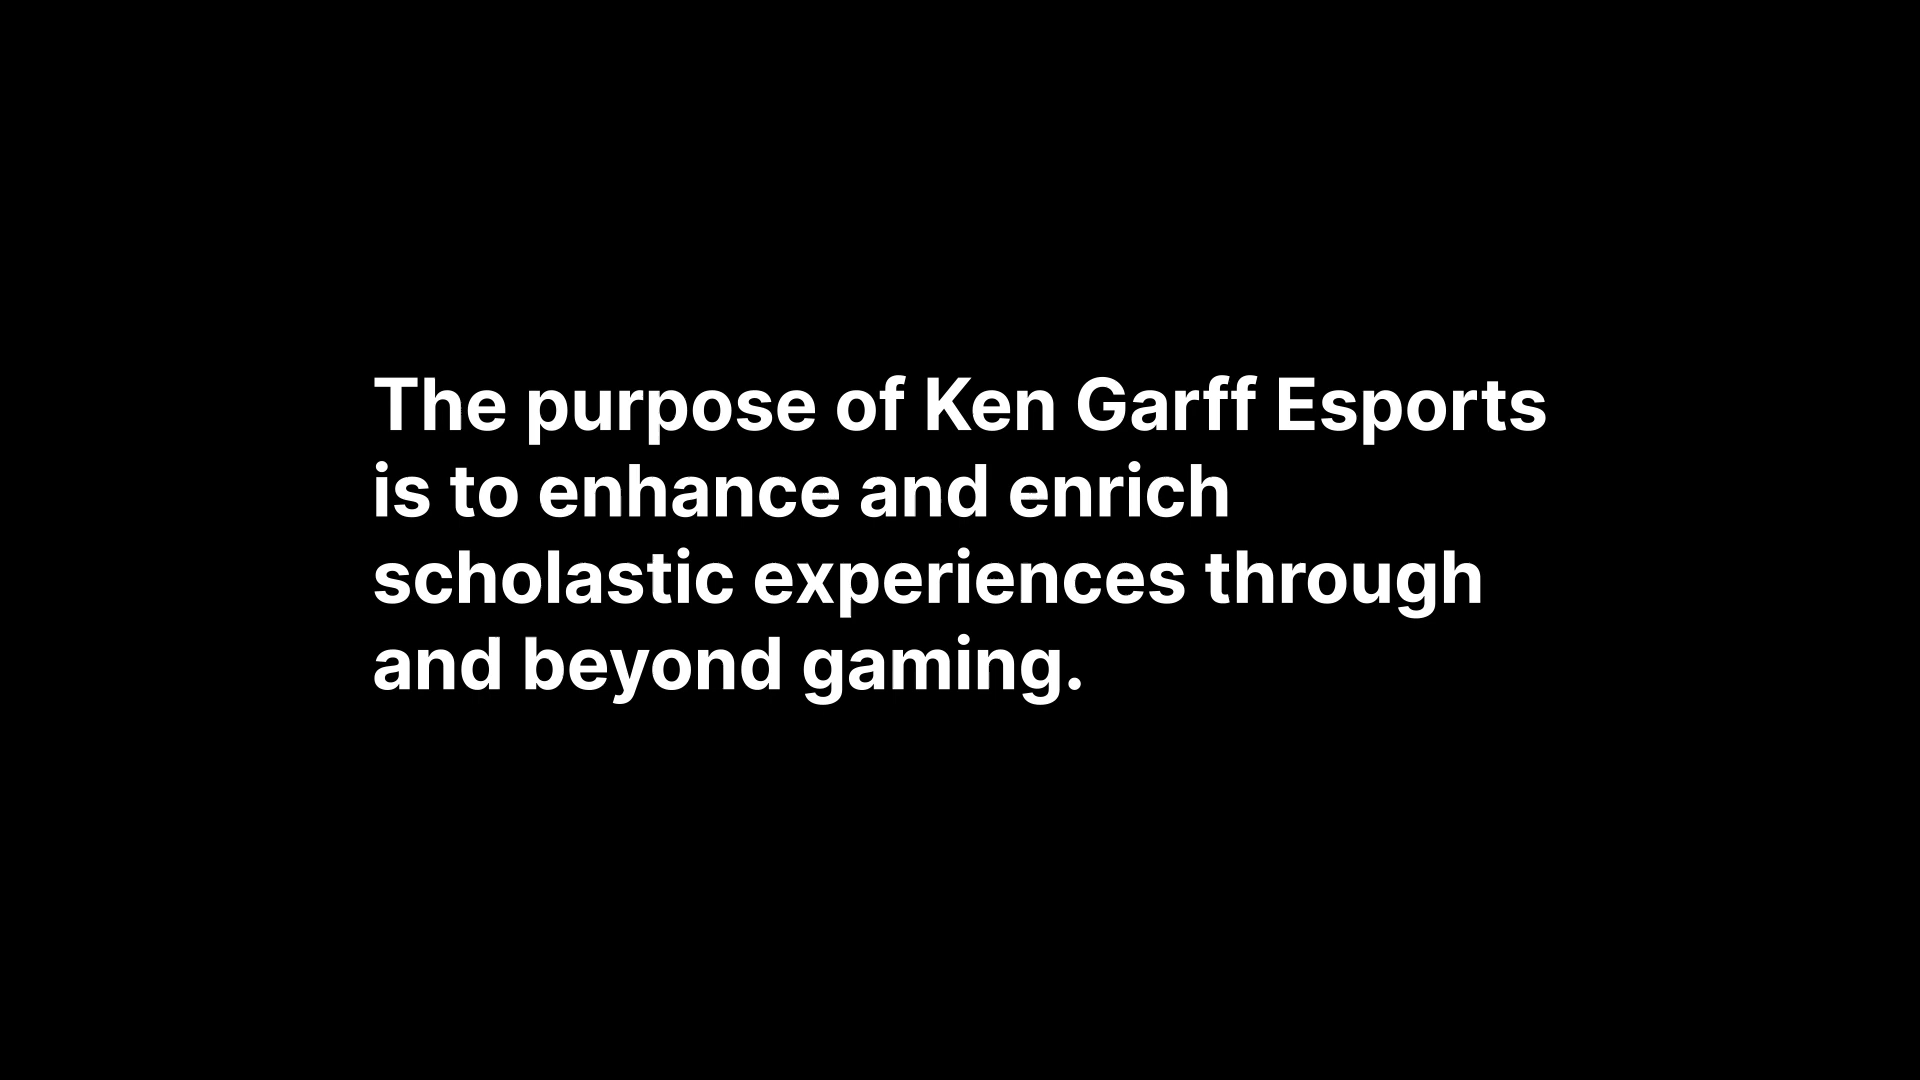 The purpose of Ken Garff Esports
is to enhance and enrich
scholastic experiences through
and beyond gaming.